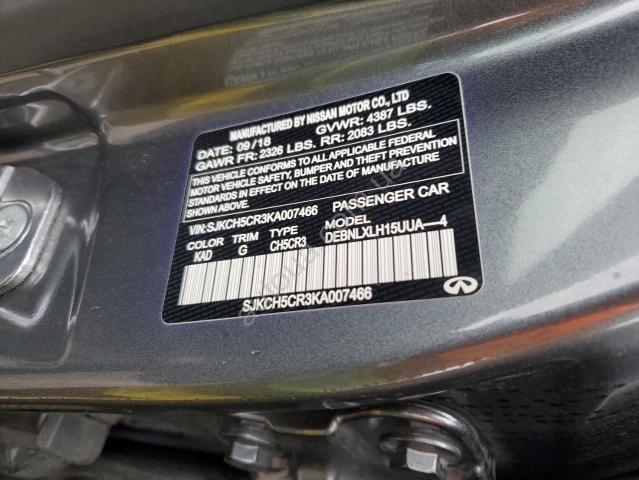 MANUFACTURED BY NISSAN MOTOR CO., LTD
DATE: 09/18 GVWR: 4387 LBS.
GAWR FR: 2326 LBS. RR: 2083 LBS.
THIS VEHICLE CONFORMS TO ALL APPLICABLE FEDERAL
MOTOR VEHICLE SAFETY, BUMPER AND THEFT PREVENTION
STANDARDS IN EFFECT ON THE DATE OF MANUFACTURE
SHOWN ABOVE.
VIN:SJKCH5CR3KA007466 PASSENGER CAR
COLOR TRIM TYPE MODEL
KAD G CH5CR3 DEBNLXLH15UUA-4
SJKCH5CR3KA007466